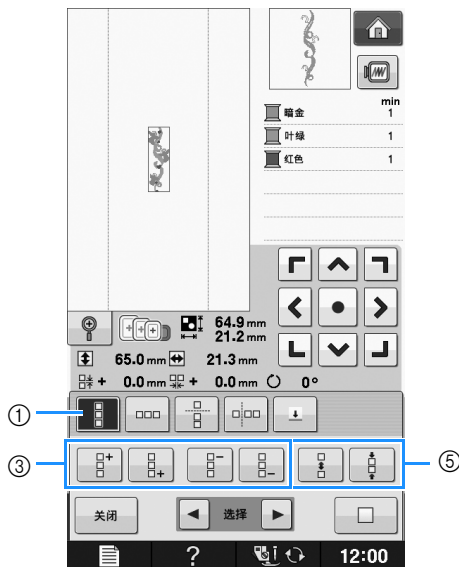 min
暗金 1
叶绿 1
红色 1
64.9 mm
21.2 mm
65.0 mm 21.3 mm
+ 0.0 mm + 0.0 mm 0°
①
③ ⑤
关闭 选择
? 12:00